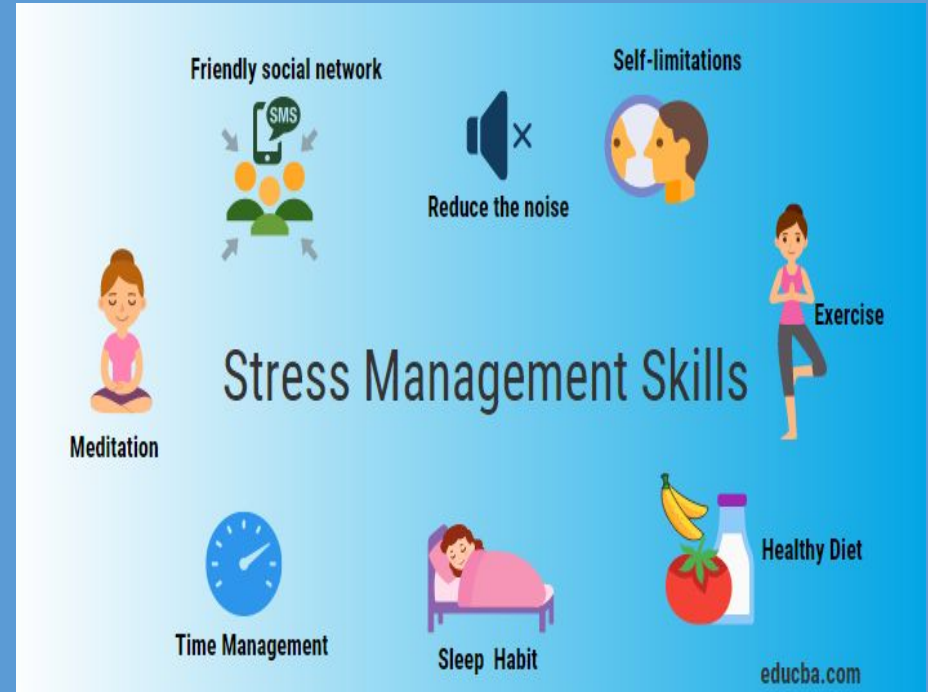 Friendly social network
SMS
Reduce the noise
Self-limitations
Exercise
Stress Management Skills
Meditation
Healthy Diet
Time Management
Sleep Habit
educba.com